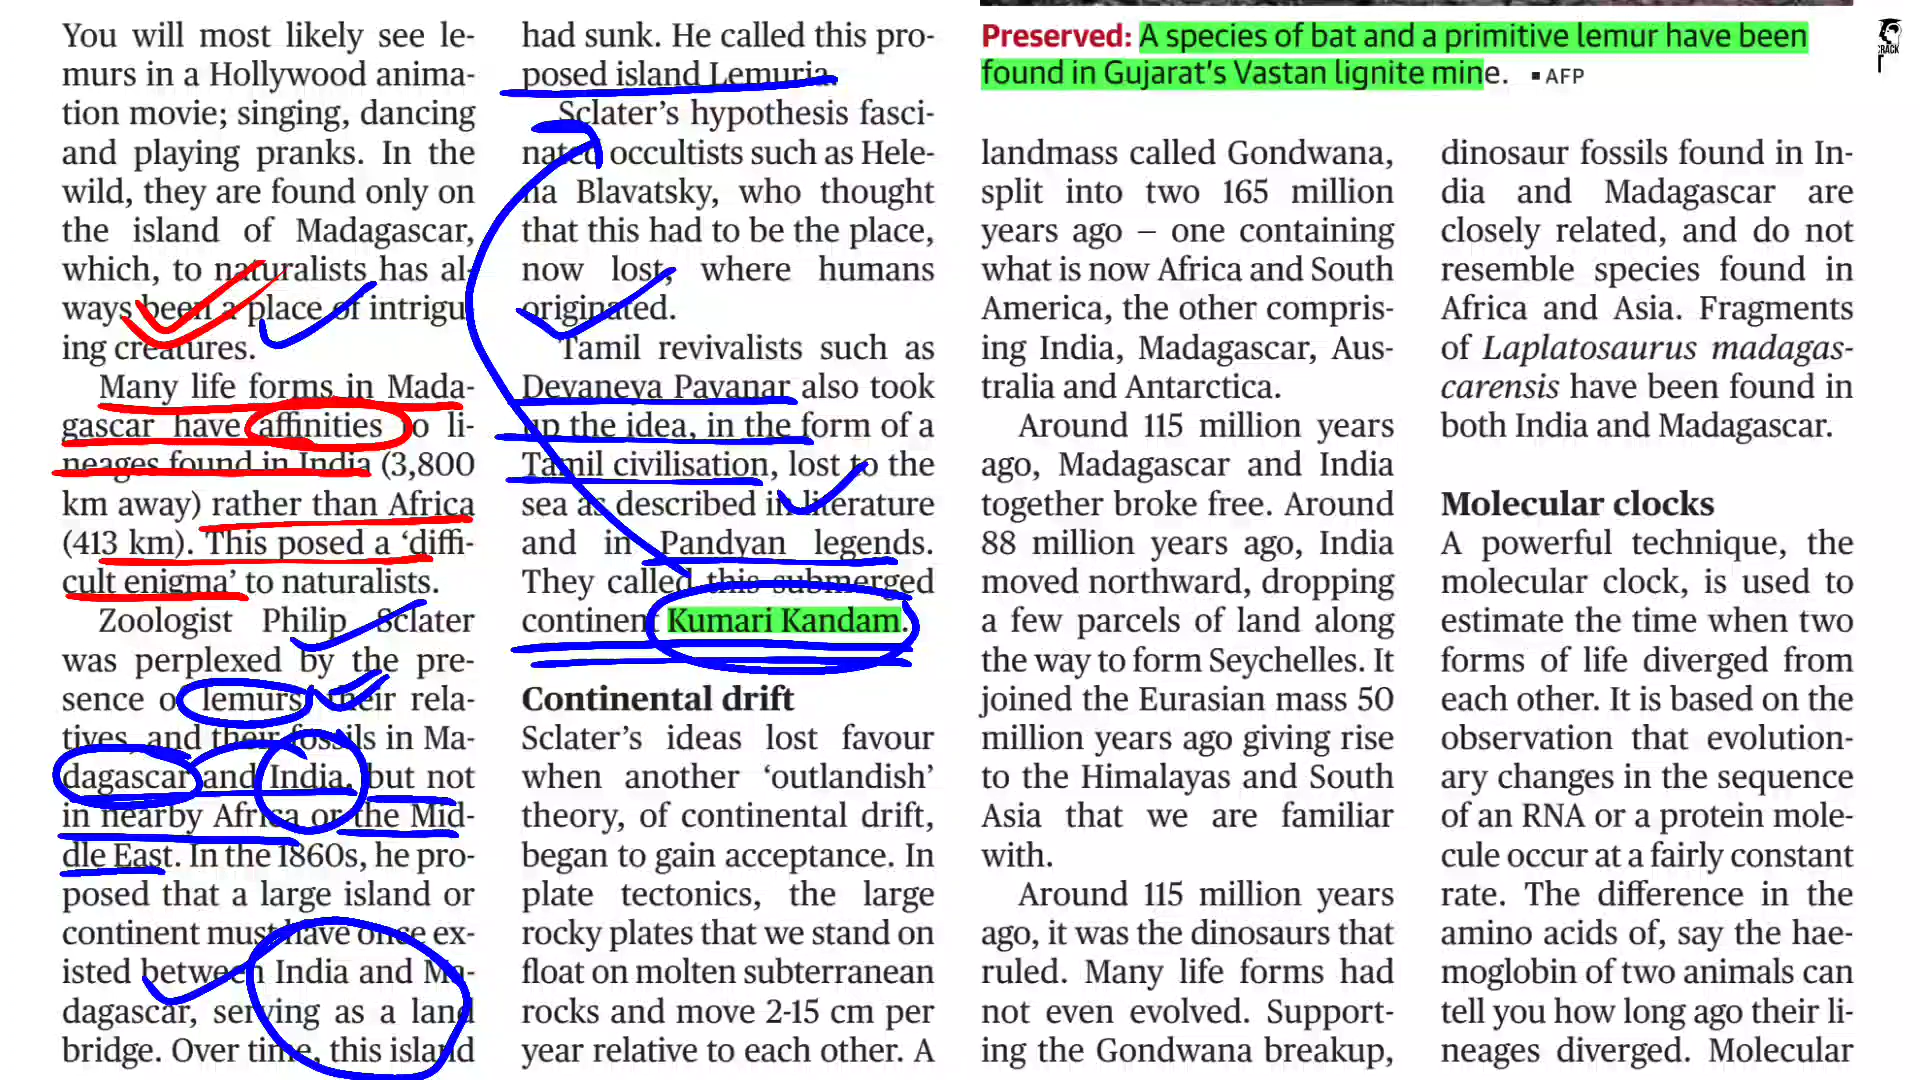 You will most likely see le-
murs in a Hollywood anima-
tion movie; singing, dancing
and playing pranks. In the
wild, they are found only on
the island of Madagascar,
which, to naturalists has al-
ways been a place of intrigu-
ing creatures.
Many life forms in Mada-
gascar have affinities to li-
neages found in India (3,800
km away) rather than Africa
(413 km). This posed a ‘diffi-
cult enigma’ to naturalists.
Zoologist Philip Sclater
was perplexed by the pre-
sence of lemurs, their rela-
tives, and their fossils in Ma-
dagascar and India, but not
in nearby Africa or the Mid-
dle East. In the 1860s, he pro-
posed that a large island or
continent must have once ex-
isted between India and Ma-
dagascar, serving as a land
bridge. Over time, this island
had sunk. He called this pro-
posed island Lemuria.
Sclater’s hypothesis fasci-
nated occultists such as Hele-
na Blavatsky, who thought
that this had to be the place,
now lost, where humans
originated.
Tamil revivalists such as
Devaneya Pavanar also took
up the idea, in the form of a
Tamil civilisation, lost to the
sea as described in literature
and in Pandyan legends.
They called this submerged
continent Kumari Kandam.
Continental drift
Sclater’s ideas lost favour
when another ‘outlandish’
theory, of continental drift,
began to gain acceptance. In
plate tectonics, the large
rocky plates that we stand on
float on molten subterranean
rocks and move 2-15 cm per
year relative to each other. A
Preserved: A species of bat and a primitive lemur have been
found in Gujarat’s Vastan lignite mine. ▪ AFP
landmass called Gondwana,
split into two 165 million
years ago – one containing
what is now Africa and South
America, the other compris-
ing India, Madagascar, Aus-
tralia and Antarctica.
Around 115 million years
ago, Madagascar and India
together broke free. Around
88 million years ago, India
moved northward, dropping
a few parcels of land along
the way to form Seychelles. It
joined the Eurasian mass 50
million years ago giving rise
to the Himalayas and South
Asia that we are familiar
with.
Around 115 million years
ago, it was the dinosaurs that
ruled. Many life forms had
not even evolved. Support-
ing the Gondwana breakup,
dinosaur fossils found in In-
dia and Madagascar are
closely related, and do not
resemble species found in
Africa and Asia. Fragments
of Laplatosaurus madagas-
carensis have been found in
both India and Madagascar.
Molecular clocks
A powerful technique, the
molecular clock, is used to
estimate the time when two
forms of life diverged from
each other. It is based on the
observation that evolution-
ary changes in the sequence
of an RNA or a protein mole-
cule occur at a fairly constant
rate. The difference in the
amino acids of, say the hae-
moglobin of two animals can
tell you how long ago their li-
neages diverged. Molecular